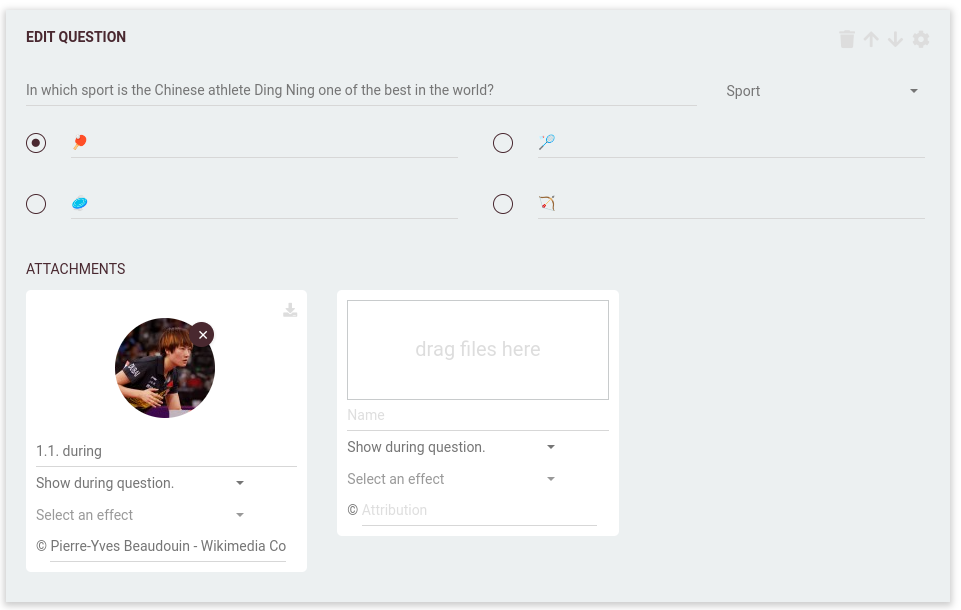 EDIT QUESTION
In which sport is the Chinese athlete Ding Ning one of the best in the world?
Sport
ATTACHMENTS
1.1. during
Show during question.
Select an effect
© Pierre-Yves Beaudouin - Wikimedia Co
drag files here
Name
Show during question.
Select an effect
© Attribution